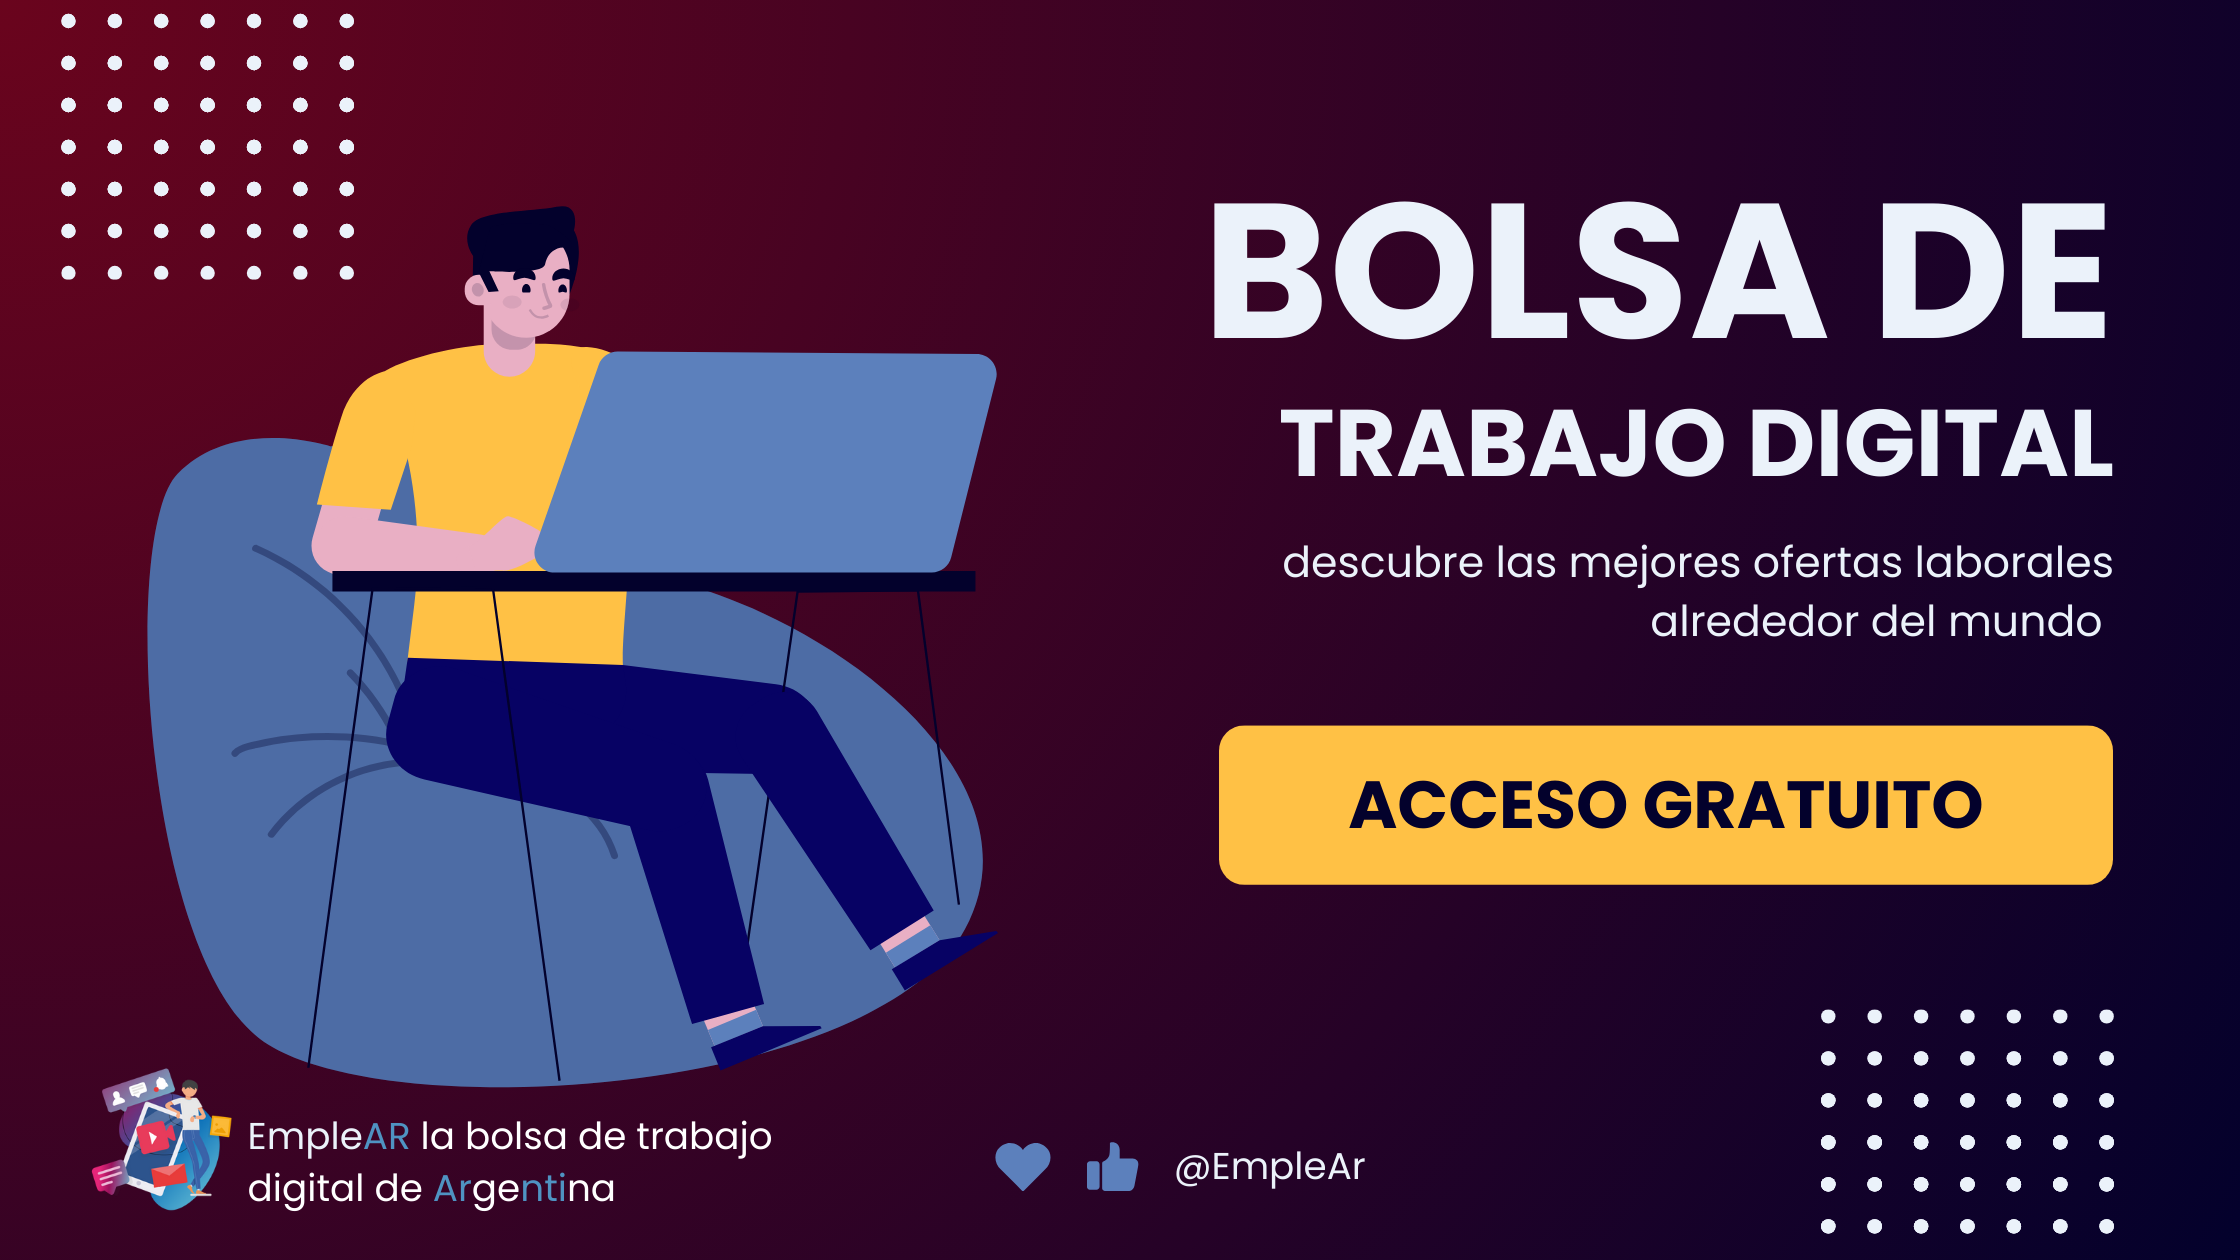 BOLSA DE
TRABAJO DIGITAL
descubre las mejores ofertas laborales
alrededor del mundo
ACCESO GRATUITO
EmpleAR la bolsa de trabajo
digital de Argentina
@EmpleAr